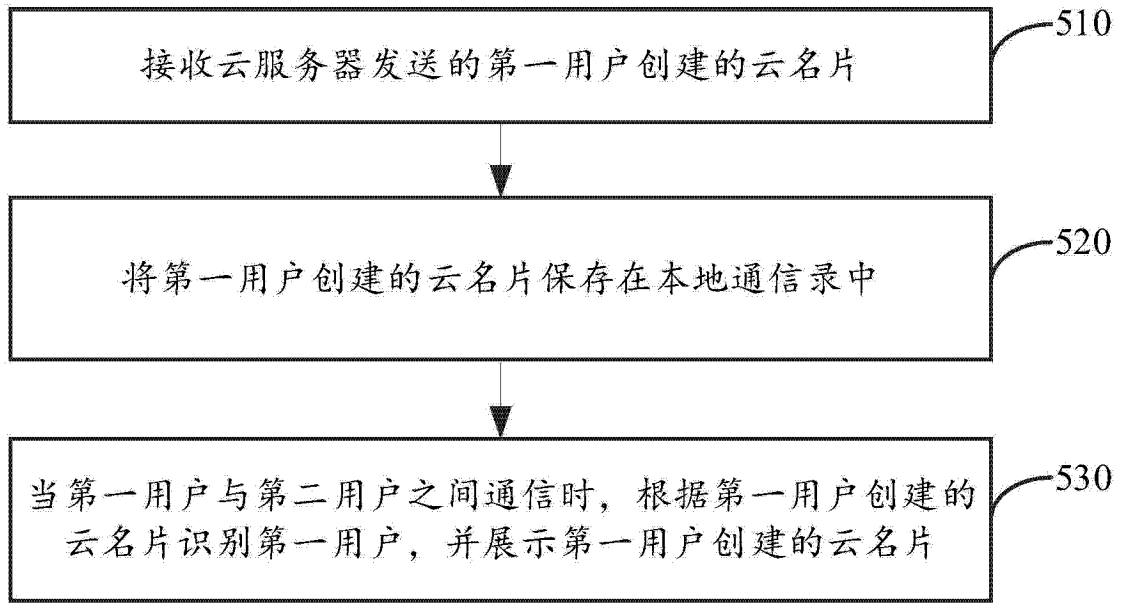 接收云服务器发送的第一用户创建的云名片
510
将第一用户创建的云名片保存在本地通信录中
520
当第一用户与第二用户之间通信时，根据第一用户创建的
云名片识别第一用户，并展示第一用户创建的云名片
530